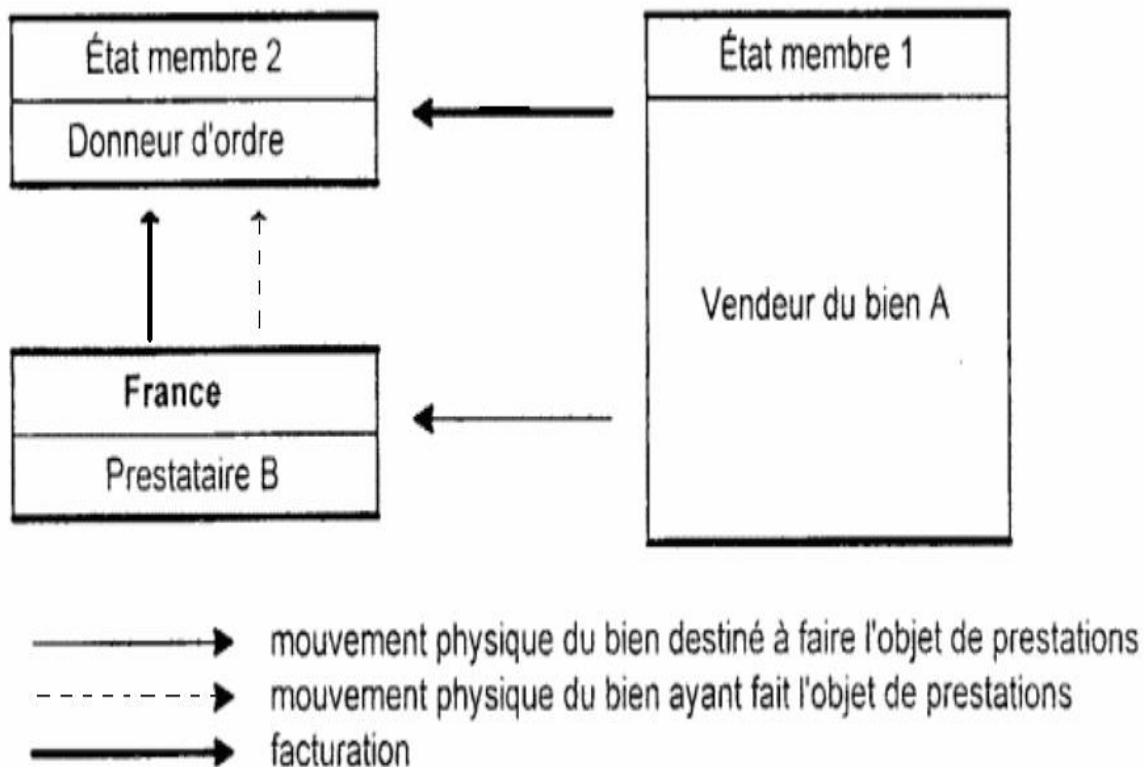 État membre 2
Donneur d'ordre
État membre 1
Vendeur du bien A
France
Prestataire B
mouvement physique du bien destiné à faire l'objet de prestations
mouvement physique du bien ayant fait l'objet de prestations
facturation